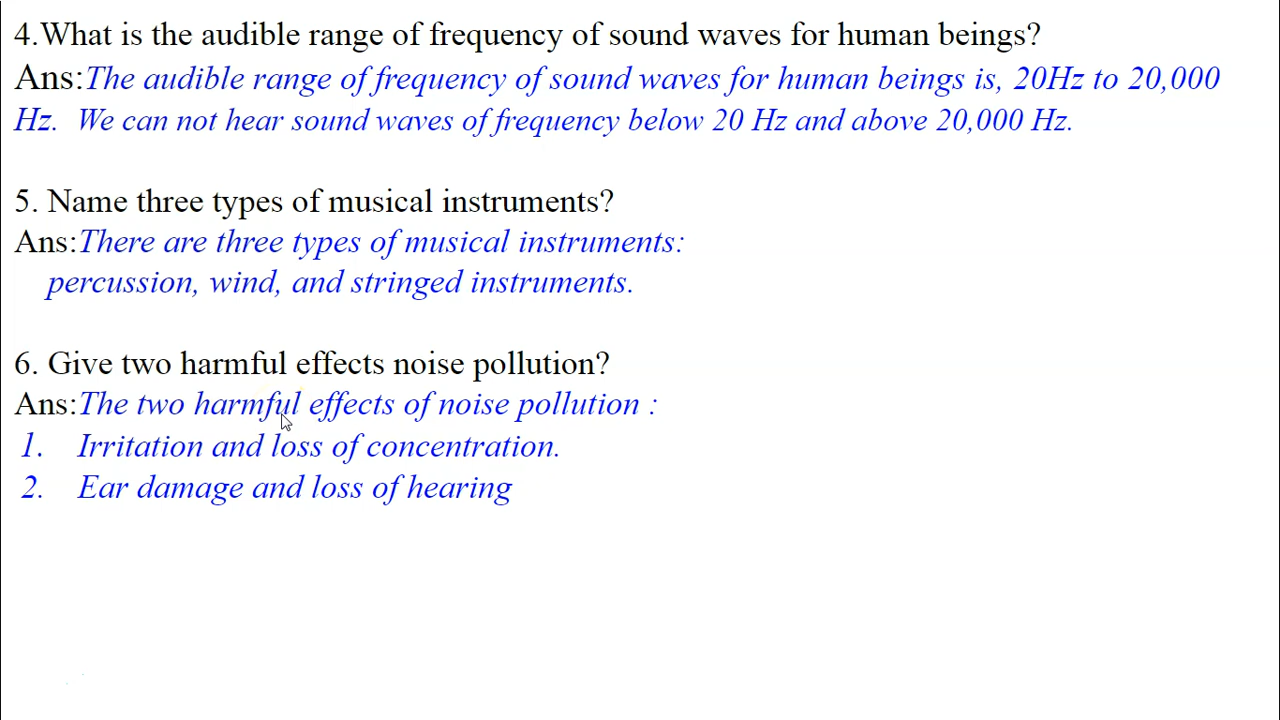 4.What is the audible range of frequency of sound waves for human beings?
Ans:The audible range of frequency of sound waves for human beings is, 20Hz to 20,000
Hz.  We can not hear sound waves of frequency below 20 Hz and above 20,000 Hz.
5. Name three types of musical instruments?
Ans:There are three types of musical instruments:
percussion, wind, and stringed instruments.
6. Give two harmful effects noise pollution?
Ans:The two harmful effects of noise pollution :
1. Irritation and loss of concentration.
2. Ear damage and loss of hearing